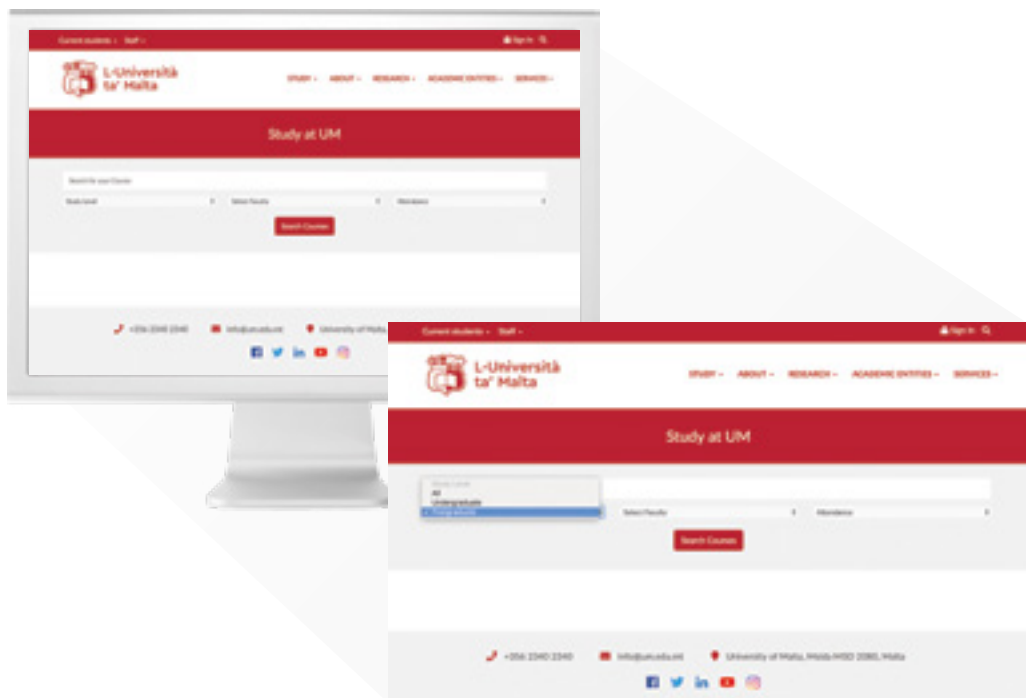 Current students Staff Sign in
L-Università
ta' Malta
STUDY ABOUT RESEARCH ACADEMIC ENTITIES SERVICES
Study at UM
Search for your Course
Study Level Select Faculty Attendance
Search Courses
+356 2340 2340 info@um.edu.mt University of Malta,
Current students Staff Sign in
L-Università
ta' Malta
STUDY ABOUT RESEARCH ACADEMIC ENTITIES SERVICES
Study at UM
Study Level
All
Undergraduate
Postgraduate Select Faculty Attendance
Search Courses
+356 2340 2340 info@um.edu.mt University of Malta, Msida MSD 2080, Malta